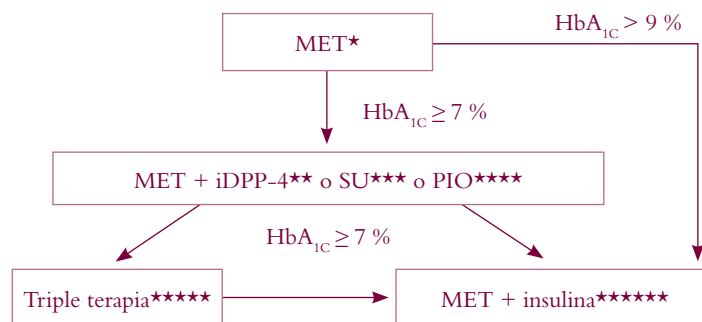 HbA1C > 9 %
MET★
HbA1C ≥ 7 %
MET + iDPP-4★★ o SU★★★ o PIO★★★★
HbA1C ≥ 7 %
Triple terapia★★★★★
MET + insulina★★★★★★